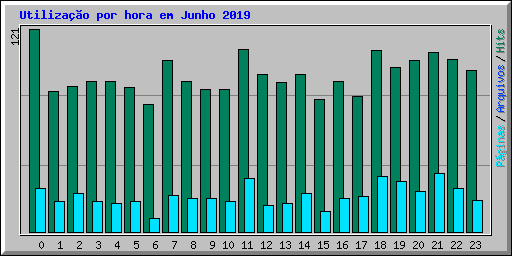 Utilização por hora em Junho 2019
121
Páginas / Arquivos / Hits
0 1 2 3 4 5 6 7 8 9 10 11 12 13 14 15 16 17 18 19 20 21 22 23